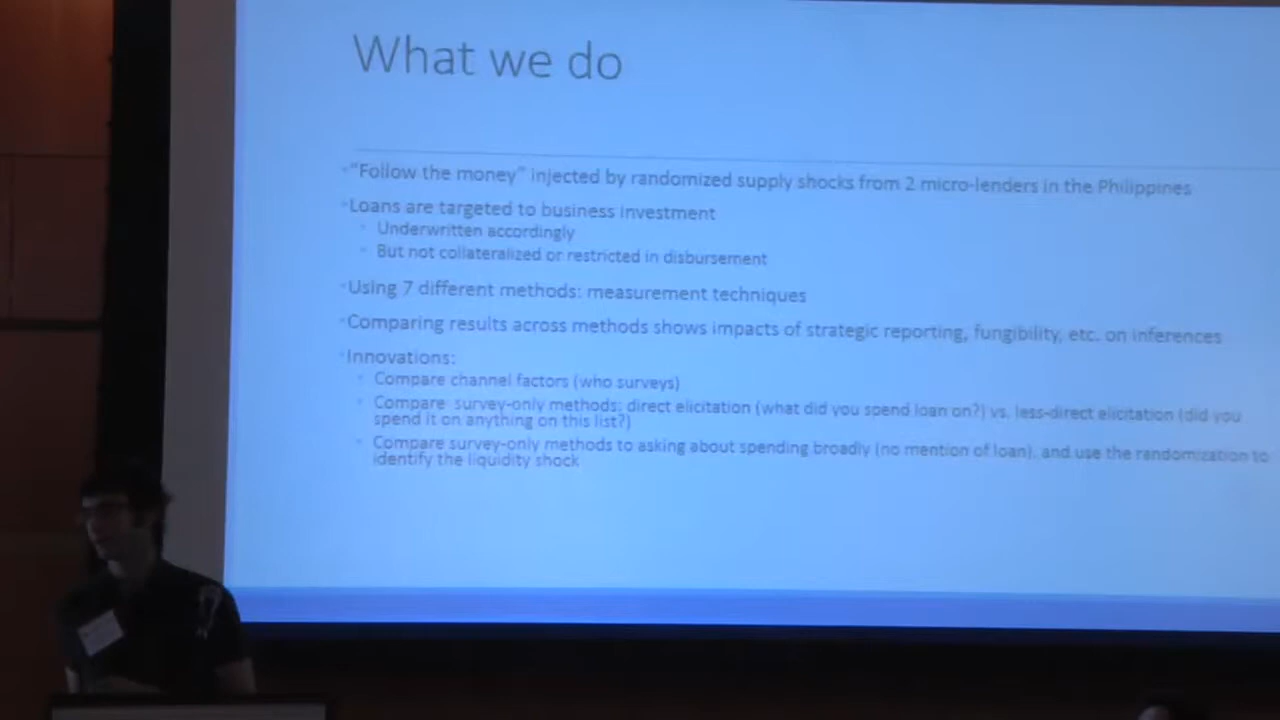 What we do
"Follow the money" injected by randomized supply shocks from 2 micro-lenders in the Philippines
Loans are targeted to business investment
Underwritten accordingly
But not collateralized or restricted in disbursement
Using 7 different methods: measurement techniques
Comparing results across methods shows impacts of strategic reporting, fungibility, etc. on inferences
Innovations:
Compare channel factors (who surveys)
Compare survey-only methods: direct elicitation (what did you spend loan on?) vs. less-direct elicitation (did you
spend it on anything on this list?)
Compare survey-only methods to asking about spending broadly (no mention of loan), and use the randomization to
identify the liquidity shock